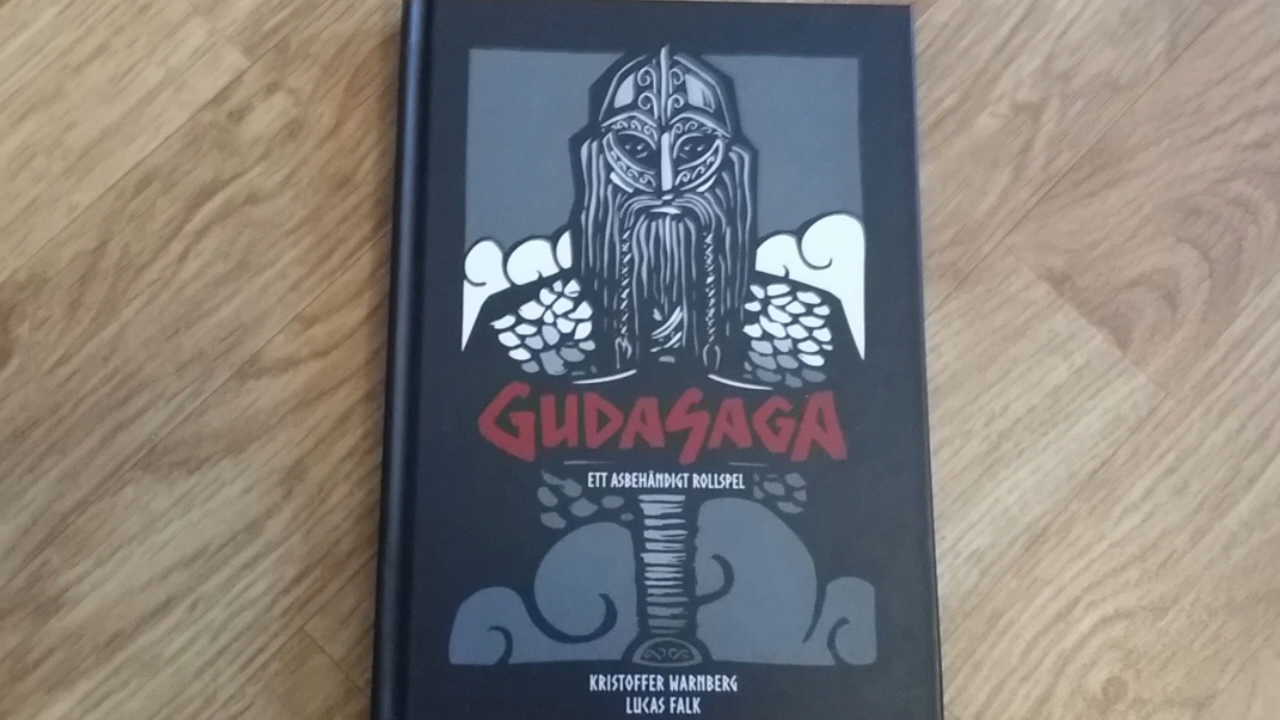 GUDASAGA
ETT ASBEHÄNDIGT ROLLSPEL
KRISTOFFER WARNBERG
LUCAS FALK